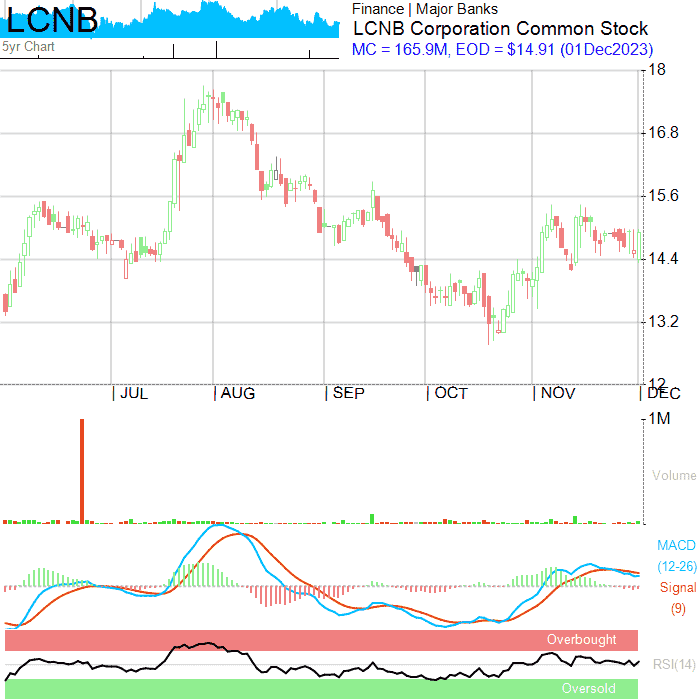 LCNB
5yr Chart
Finance | Major Banks
LCNB Corporation Common Stock
MC = 165.9M, EOD = $14.91 (01Dec2023)
18
16.8
15.6
14.4
13.2
12
| JUL | AUG | SEP | OCT | NOV | DEC
1M
Volume
MACD
(12-26)
Signal
(9)
Overbought
RSI(14)
Oversold